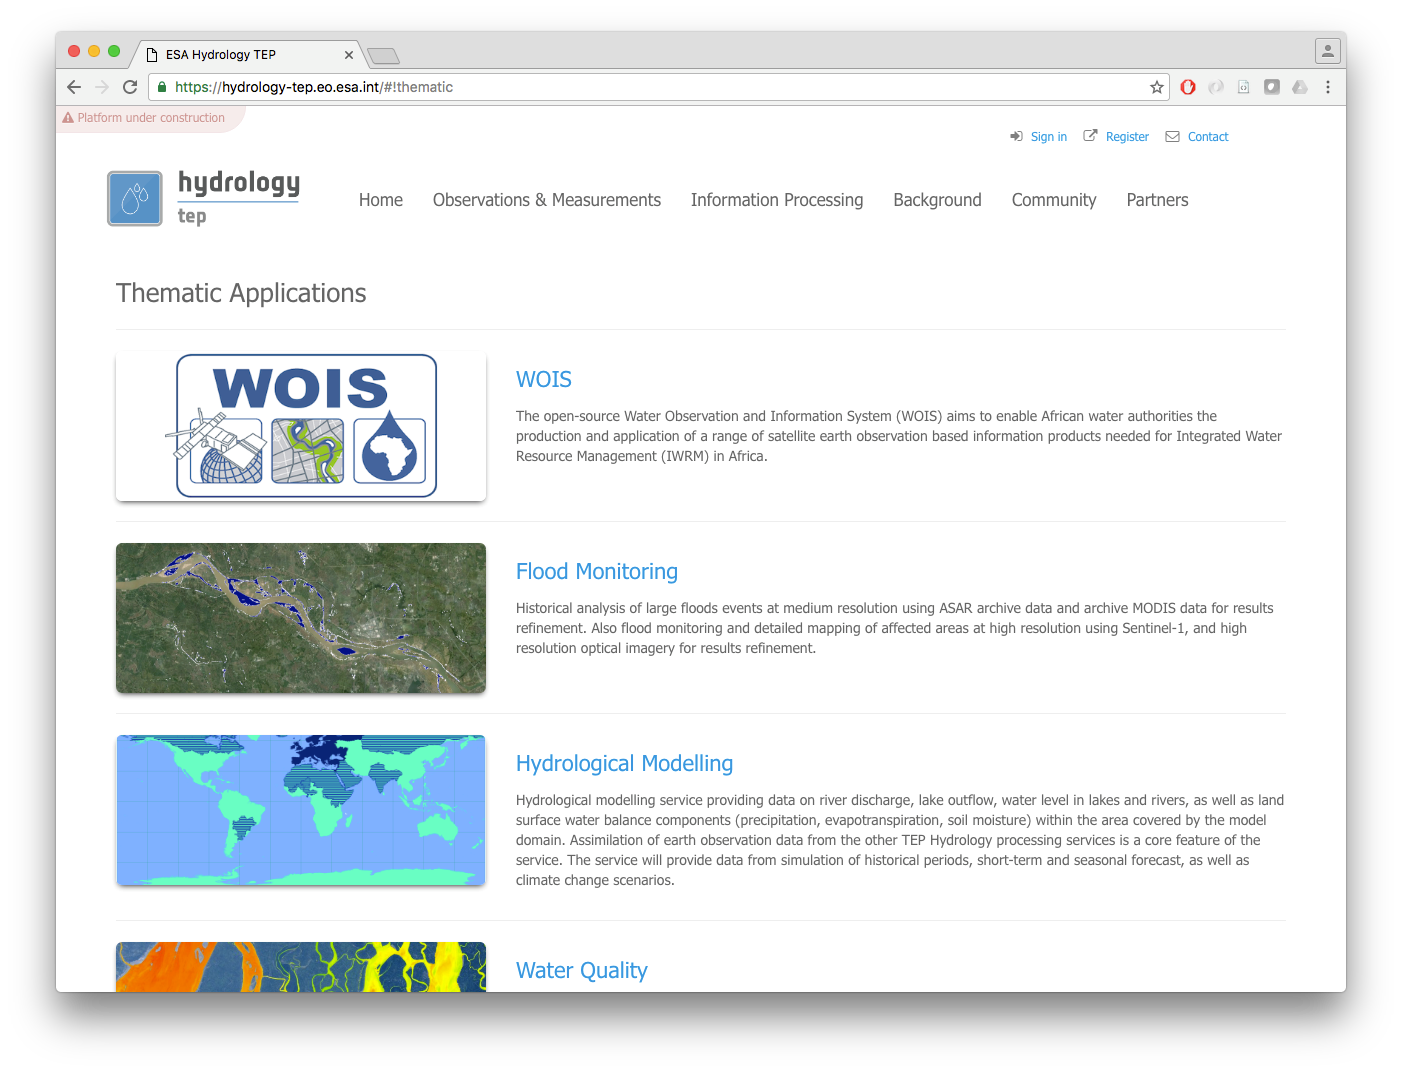 ESA Hydrology TEP
https://hydrology-tep.eo.esa.int/#!thematic
Platform under construction
Sign in Register Contact
hydrology
tep
Home Observations & Measurements Information Processing Background Community Partners
Thematic Applications
WOIS
WOIS
The open-source Water Observation and Information System (WOIS) aims to enable African water authorities the
production and application of a range of satellite earth observation based information products needed for Integrated Water
Resource Management (IWRM) in Africa.
Flood Monitoring
Historical analysis of large floods events at medium resolution using ASAR archive data and archive MODIS data for results
refinement. Also flood monitoring and detailed mapping of affected areas at high resolution using Sentinel-1, and high
resolution optical imagery for results refinement.
Hydrological Modelling
Hydrological modelling service providing data on river discharge, lake outflow, water level in lakes and rivers, as well as land
surface water balance components (precipitation, evapotranspiration, soil moisture) within the area covered by the model
domain. Assimilation of earth observation data from the other TEP Hydrology processing services is a core feature of the
service. The service will provide data from simulation of historical periods, short-term and seasonal forecast, as well as
climate change scenarios.
Water Quality